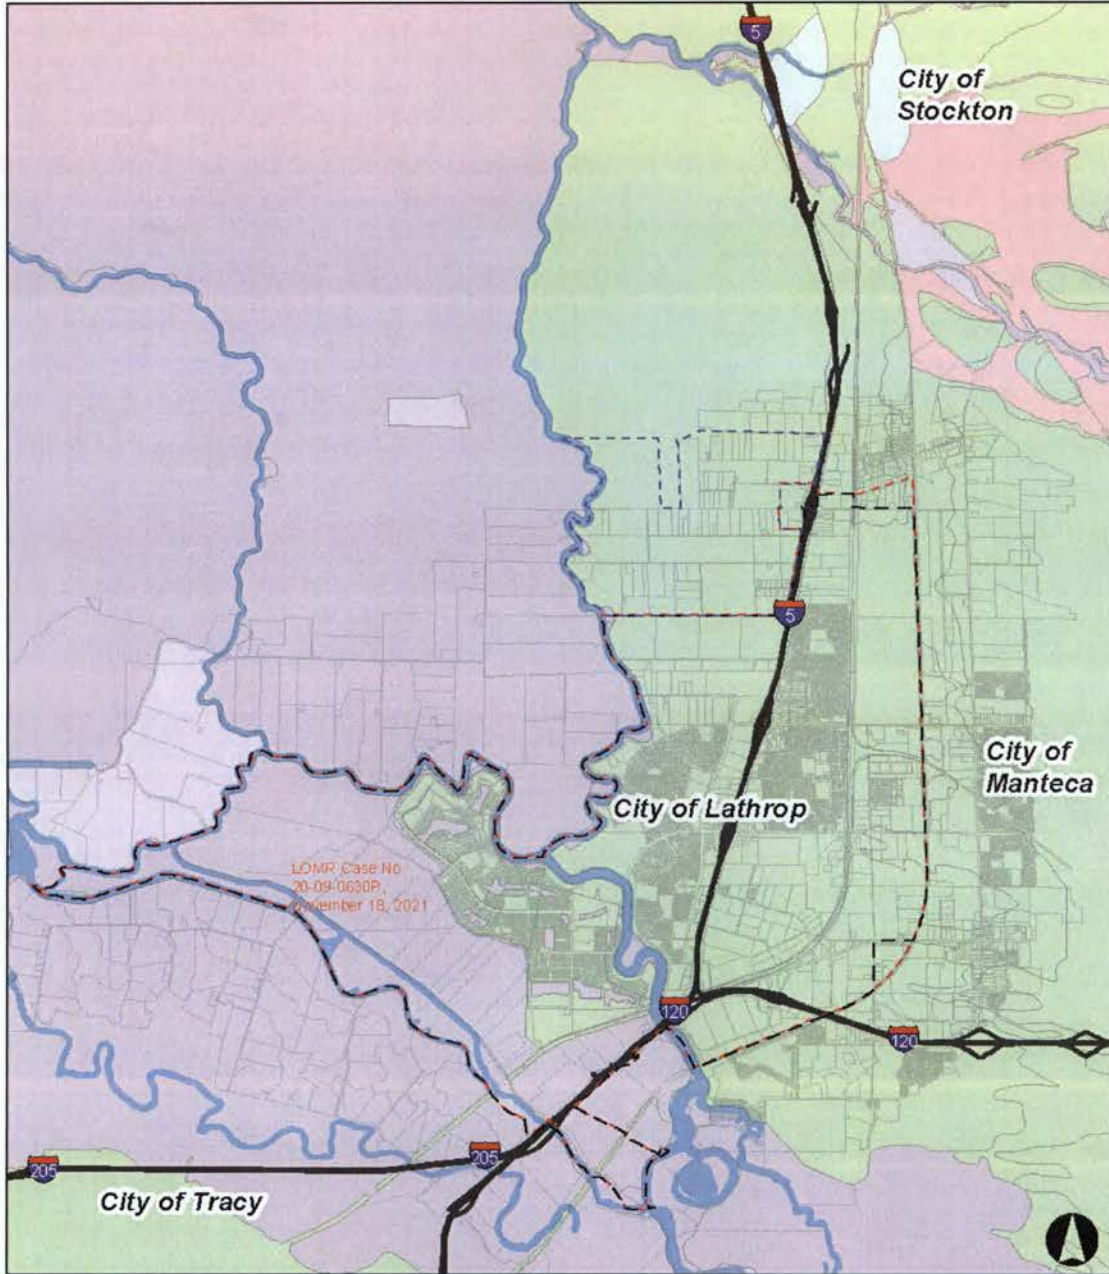 5
City of
Stockton
5
City of
Manteca
City of Lathrop
LOMR Case No
20-09-0630P,
November 18, 2021
120
120
205
205
City of Tracy